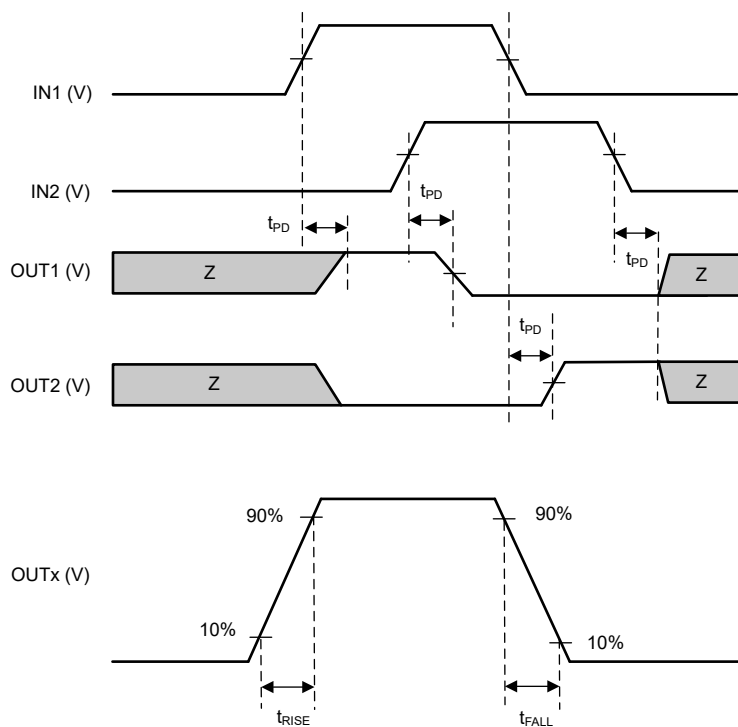 IN1 (V)
IN2 (V)
tPD
tPD
tPD
OUT1 (V)
Z
Z
tPD
OUT2 (V)
Z
Z
90%
90%
OUTx (V)
10%
10%
tRISE
tFALL